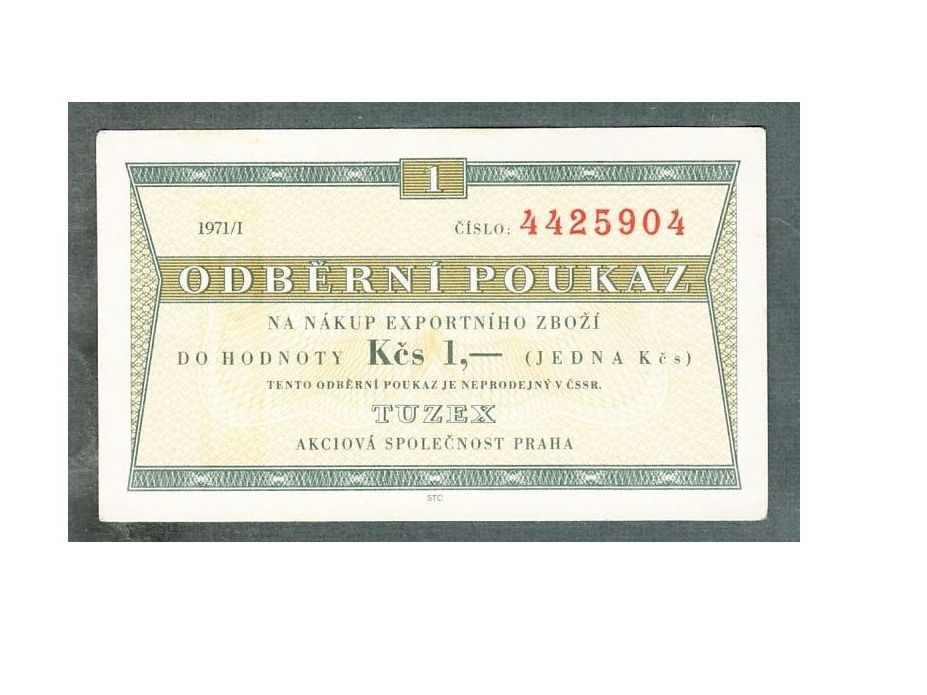 1
1971/I ČÍSLO: 4425904
ODBĚRNÍ POUKAZ
NA NÁKUP EXPORTNÍHO ZBOŽÍ
DO HODNOTY Kčs 1,— (JEDNA Kčs)
TENTO ODBĚRNÍ POUKAZ JE NEPRODEJNÝ V ČSSR.
TUZEX
AKCIOVÁ SPOLEČNOST PRAHA
STC